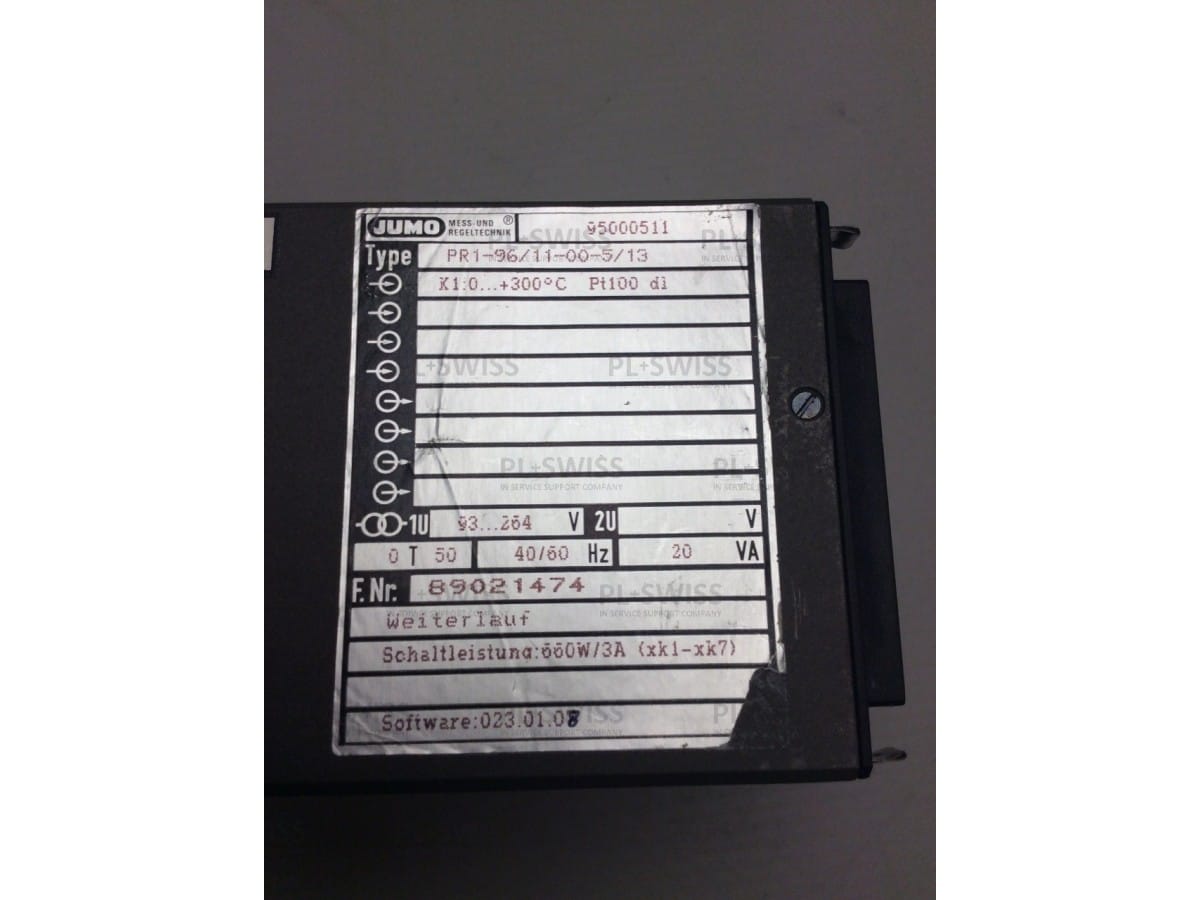 JUMO MESS-UND REGELTECHNIK ® 95000511
Type PR1-96/11-00-5/13
K1:0...+300°C Pt100 dl
1U 93...264 V 2U V
0 T 50 40/60 Hz 20 VA
F.Nr. 89021474
Weiterlauf
Schaltleistung:660W/3A (xk1-xk7)
Software:023.01.08
PL+SWISS
IN SERVICE SUPPORT COMPANY